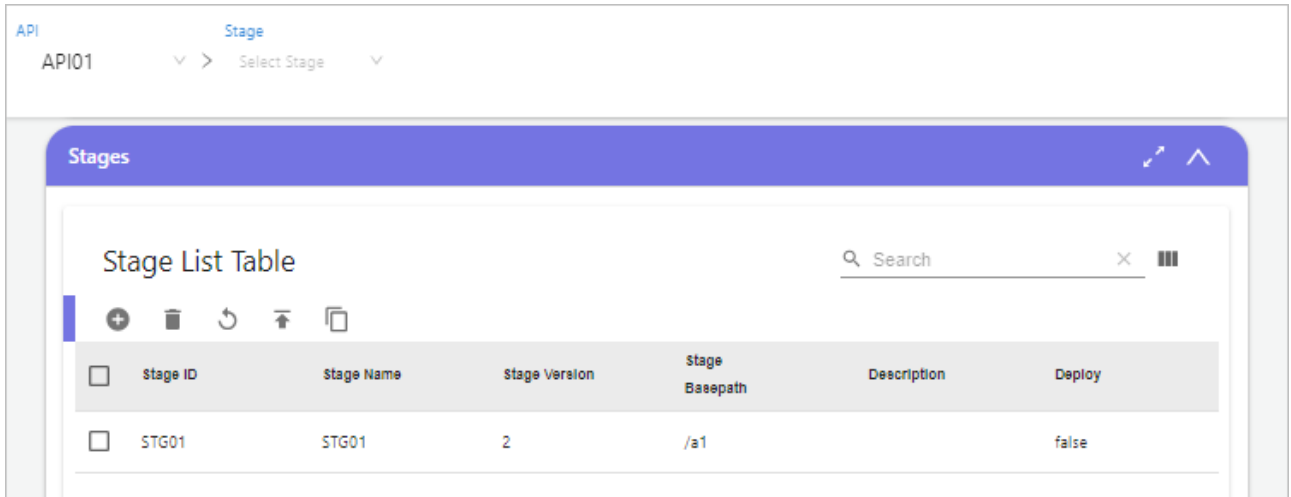 API Stage
API01 > Select Stage
Stages
Stage List Table
Search
Stage ID Stage Name Stage Version Stage Basepath Description Deploy
STG01 STG01 2 /a1 false